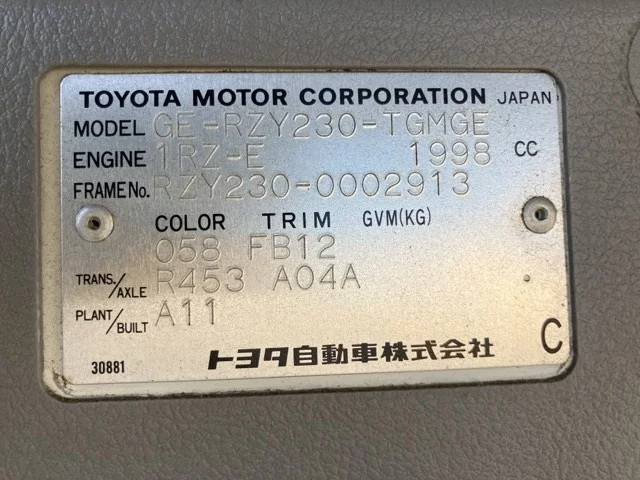 TOYOTA MOTOR CORPORATION JAPAN
MODEL GE-RZY230-TGMGE
ENGINE 1RZ-E 1998 CC
FRAME No. RZY230-0002913
COLOR TRIM GVM(KG)
058 FB12
TRANS./AXLE R453 A04A
PLANT/BUILT A11
30881 トヨタ自動車株式会社 C